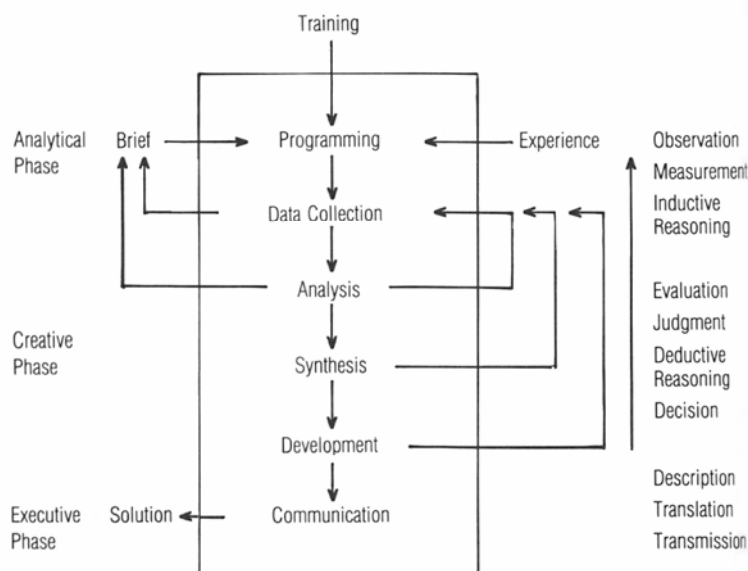 Training
Analytical Phase
Brief
Programming
Experience
Observation
Measurement
Inductive Reasoning
Data Collection
Analysis
Evaluation
Judgment
Creative Phase
Synthesis
Deductive Reasoning
Decision
Development
Description
Executive Phase
Solution
Communication
Translation
Transmission